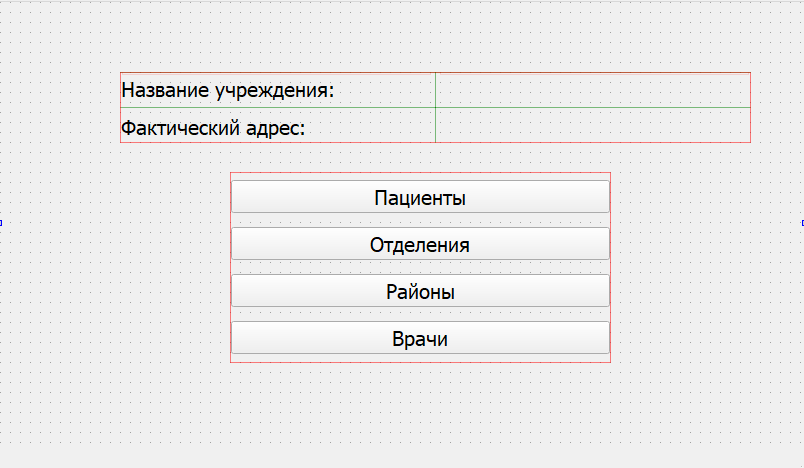 Название учреждения:
Фактический адрес:
Пациенты
Отделения
Районы
Врачи